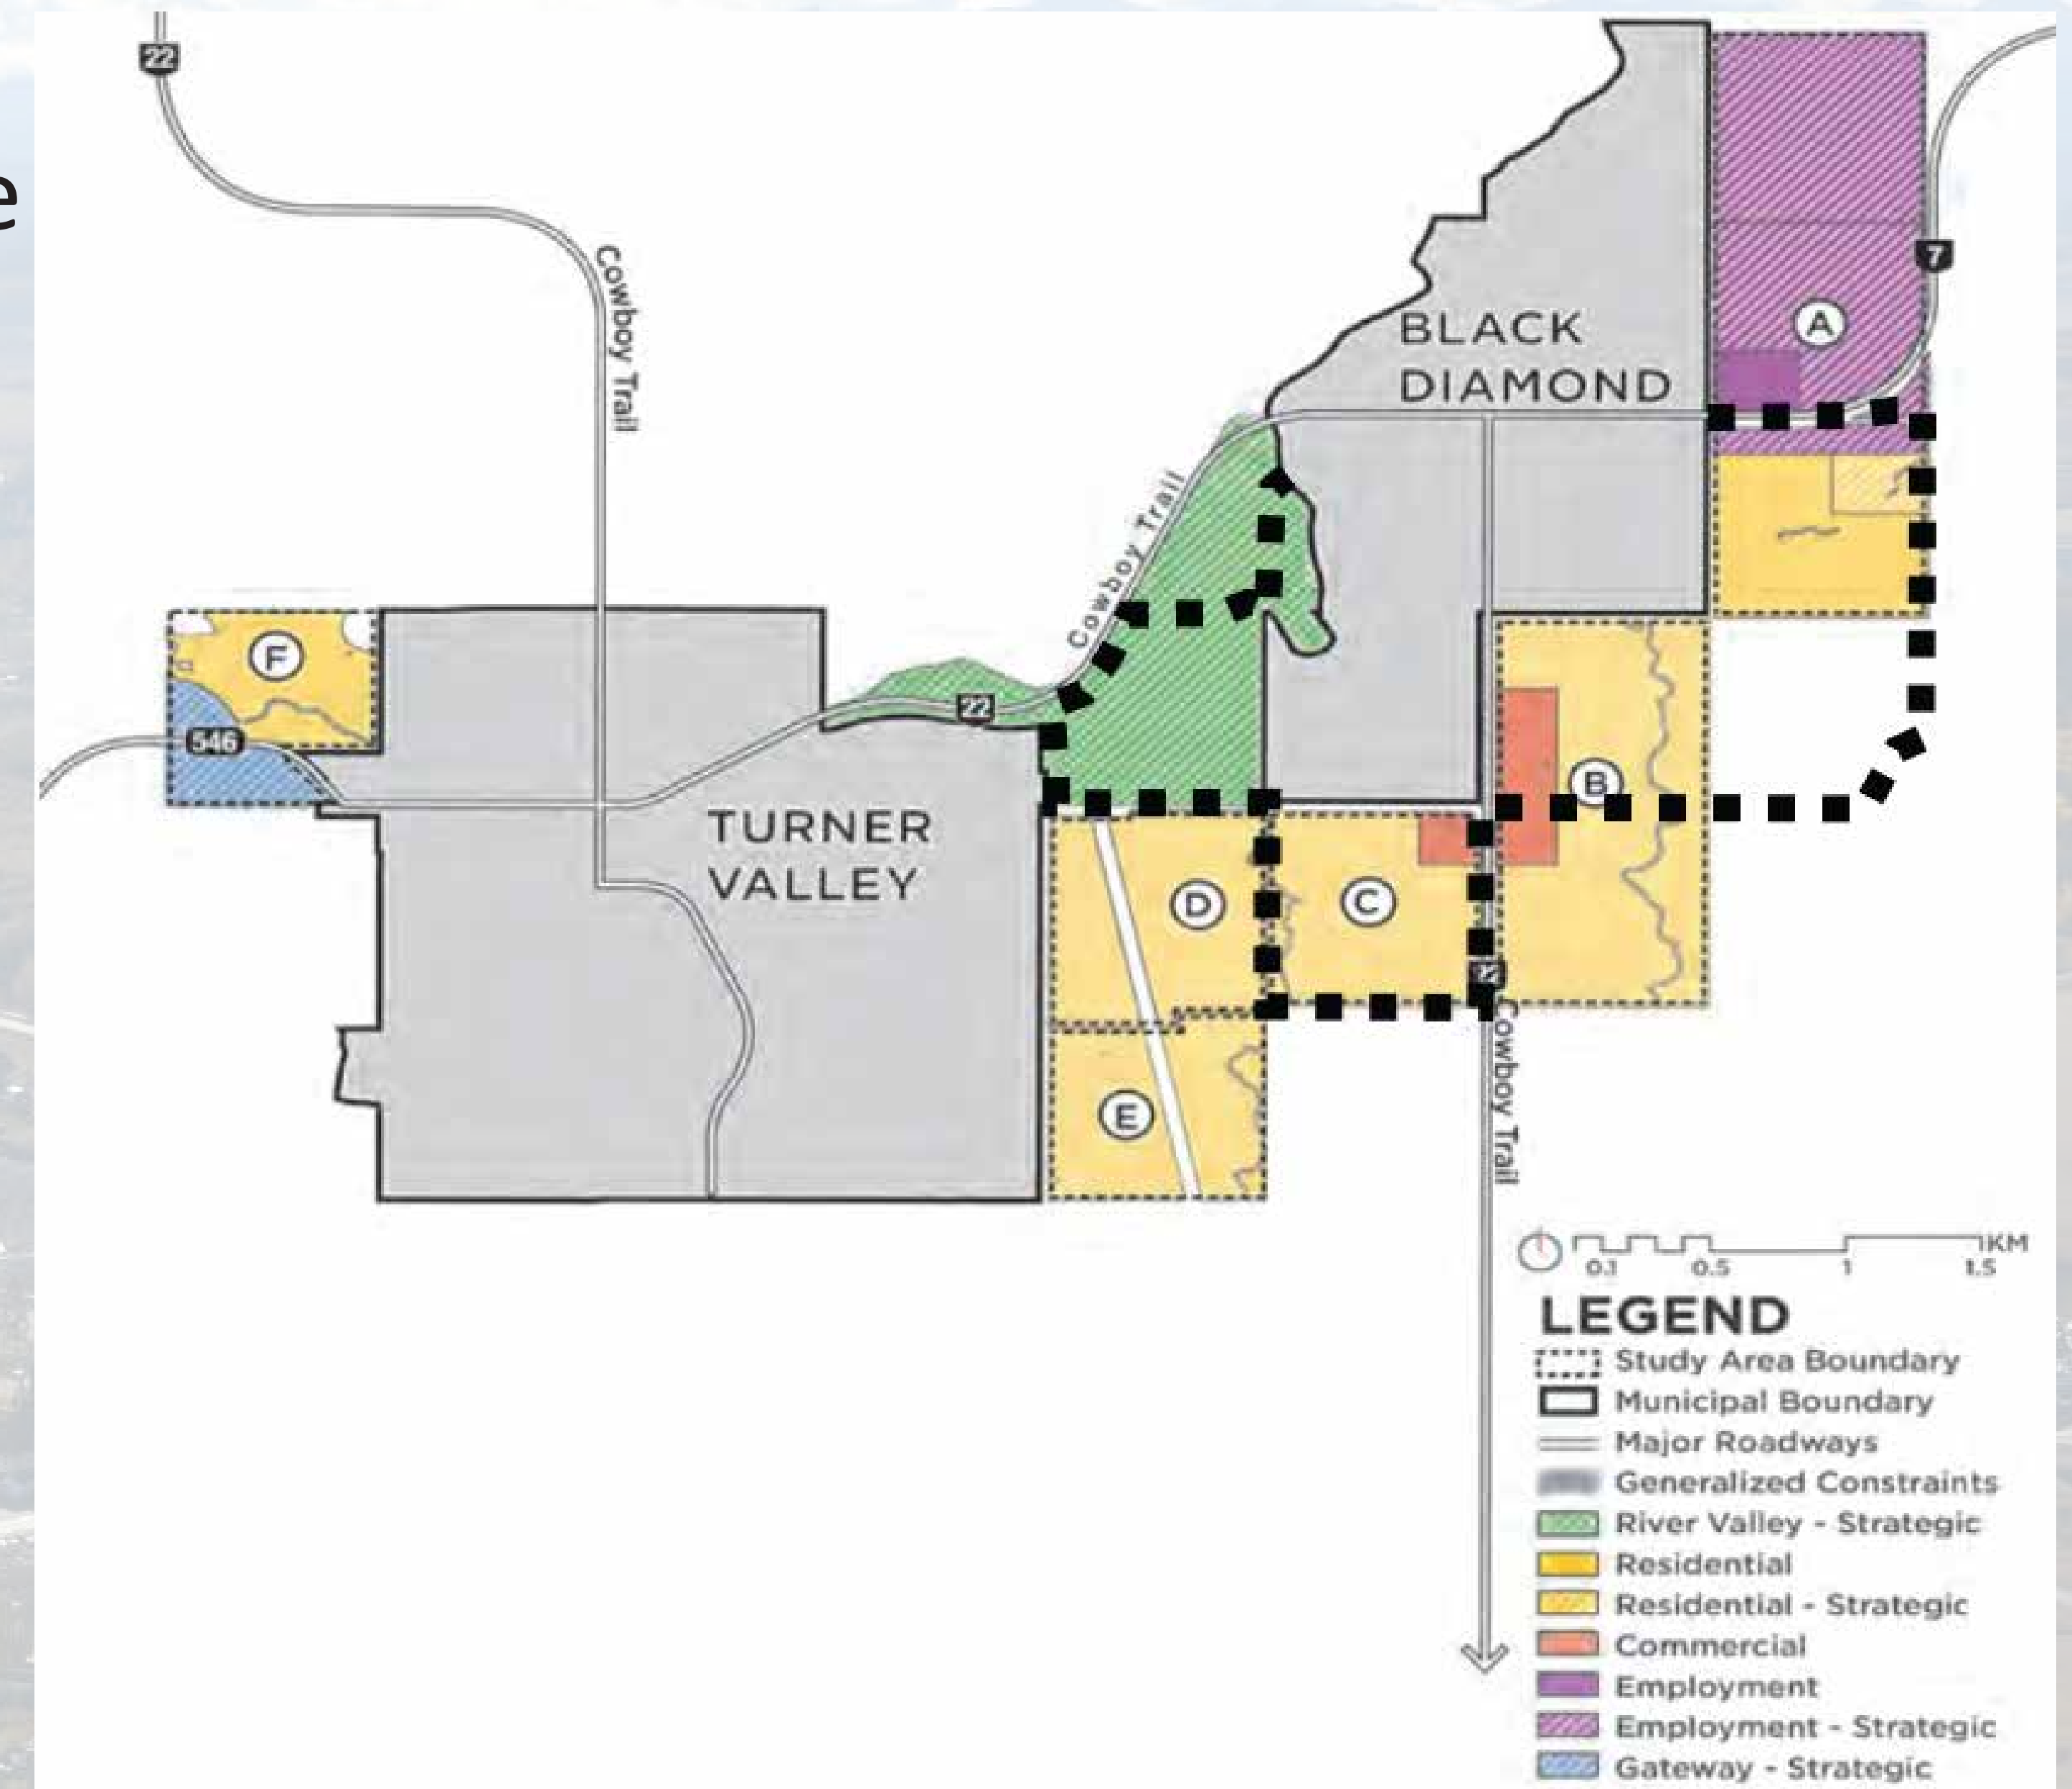 22
e
Cowboy Trail
7
A
BLACK
DIAMOND
Cowboy Trail
F
22
546
B
TURNER
VALLEY
D
C
22
Cowboy Trail
E
KM
0.1 0.5 1 1.5
LEGEND
Study Area Boundary
Municipal Boundary
Major Roadways
Generalized Constraints
River Valley - Strategic
Residential
Residential - Strategic
Commercial
Employment
Employment - Strategic
Gateway - Strategic